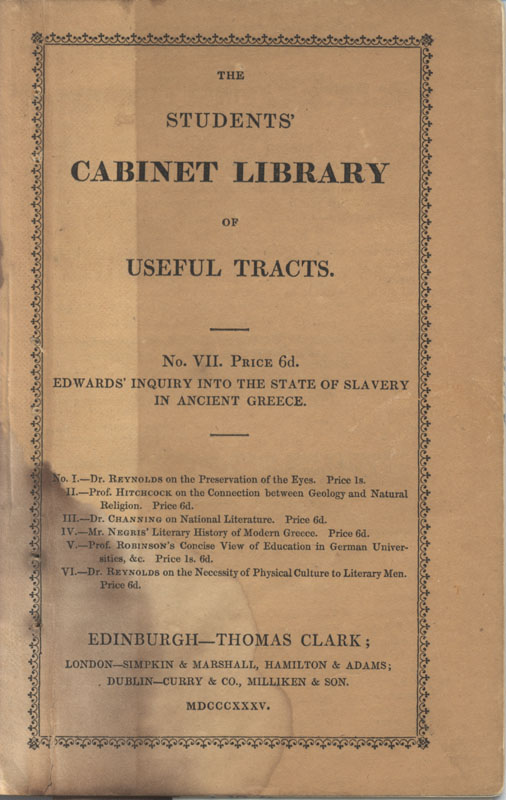 THE
STUDENTS'
CABINET LIBRARY
OF
USEFUL TRACTS.
No. VII. Price 6d.
EDWARDS' INQUIRY INTO THE STATE OF SLAVERY
IN ANCIENT GREECE.
No. I.—Dr. Reynolds on the Preservation of the Eyes. Price 1s.
II.—Prof. Hitchcock on the Connection between Geology and Natural
Religion. Price 6d.
III.—Dr. Channing on National Literature. Price 6d.
IV.—Mr. Negris' Literary History of Modern Greece. Price 6d.
V.—Prof. Robinson's Concise View of Education in German Univer-
sities, &c. Price 1s. 6d.
VI.—Dr. Reynolds on the Necessity of Physical Culture to Literary Men.
Price 6d.
EDINBURGH—THOMAS CLARK;
LONDON—SIMPKIN & MARSHALL, HAMILTON & ADAMS;
DUBLIN—CURRY & CO., MILLIKEN & SON.
MDCCCXXXV.